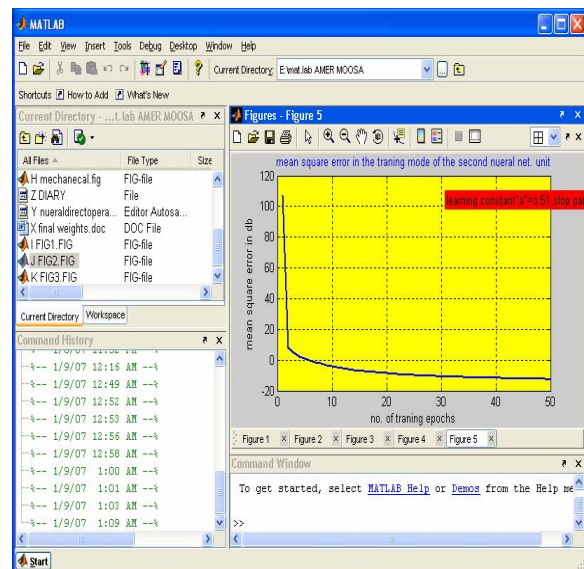 MATLAB
File Edit View Insert Tools Debug Desktop Window Help
Current Directory: E:\mat.lab AMER MOOSA
Shortcuts How to Add What's New
Current Directory - ...t.lab AMER MOOSA
All Files File Type Size
H mechanecal.fig FIG-file
Z DIARY File
Y nueraldirectopera... Editor Autosa...
X final weights.doc DOC File
I FIG1.FIG FIG-file
J FIG2.FIG FIG-file
K FIG3.FIG FIG-file
Current Directory Workspace
Command History
%-- 1/9/07 12:16 AM --%
%-- 1/9/07 12:49 AM --%
%-- 1/9/07 12:52 AM --%
%-- 1/9/07 12:53 AM --%
%-- 1/9/07 12:56 AM --%
%-- 1/9/07 12:58 AM --%
%-- 1/9/07 1:00 AM --%
%-- 1/9/07 1:01 AM --%
%-- 1/9/07 1:03 AM --%
%-- 1/9/07 1:09 AM --%
Figures - Figure 5
mean square error in the traning mode of the second nueral net. unit
learning constant"a"=o.51,slop par
mean square error in db
120
100
80
60
40
20
0
-20
0 10 20 30 40 50
no. of traning epochs
Figure 1 Figure 2 Figure 3 Figure 4 Figure 5
Command Window
To get started, select MATLAB Help or Demos from the Help me
>>
Start